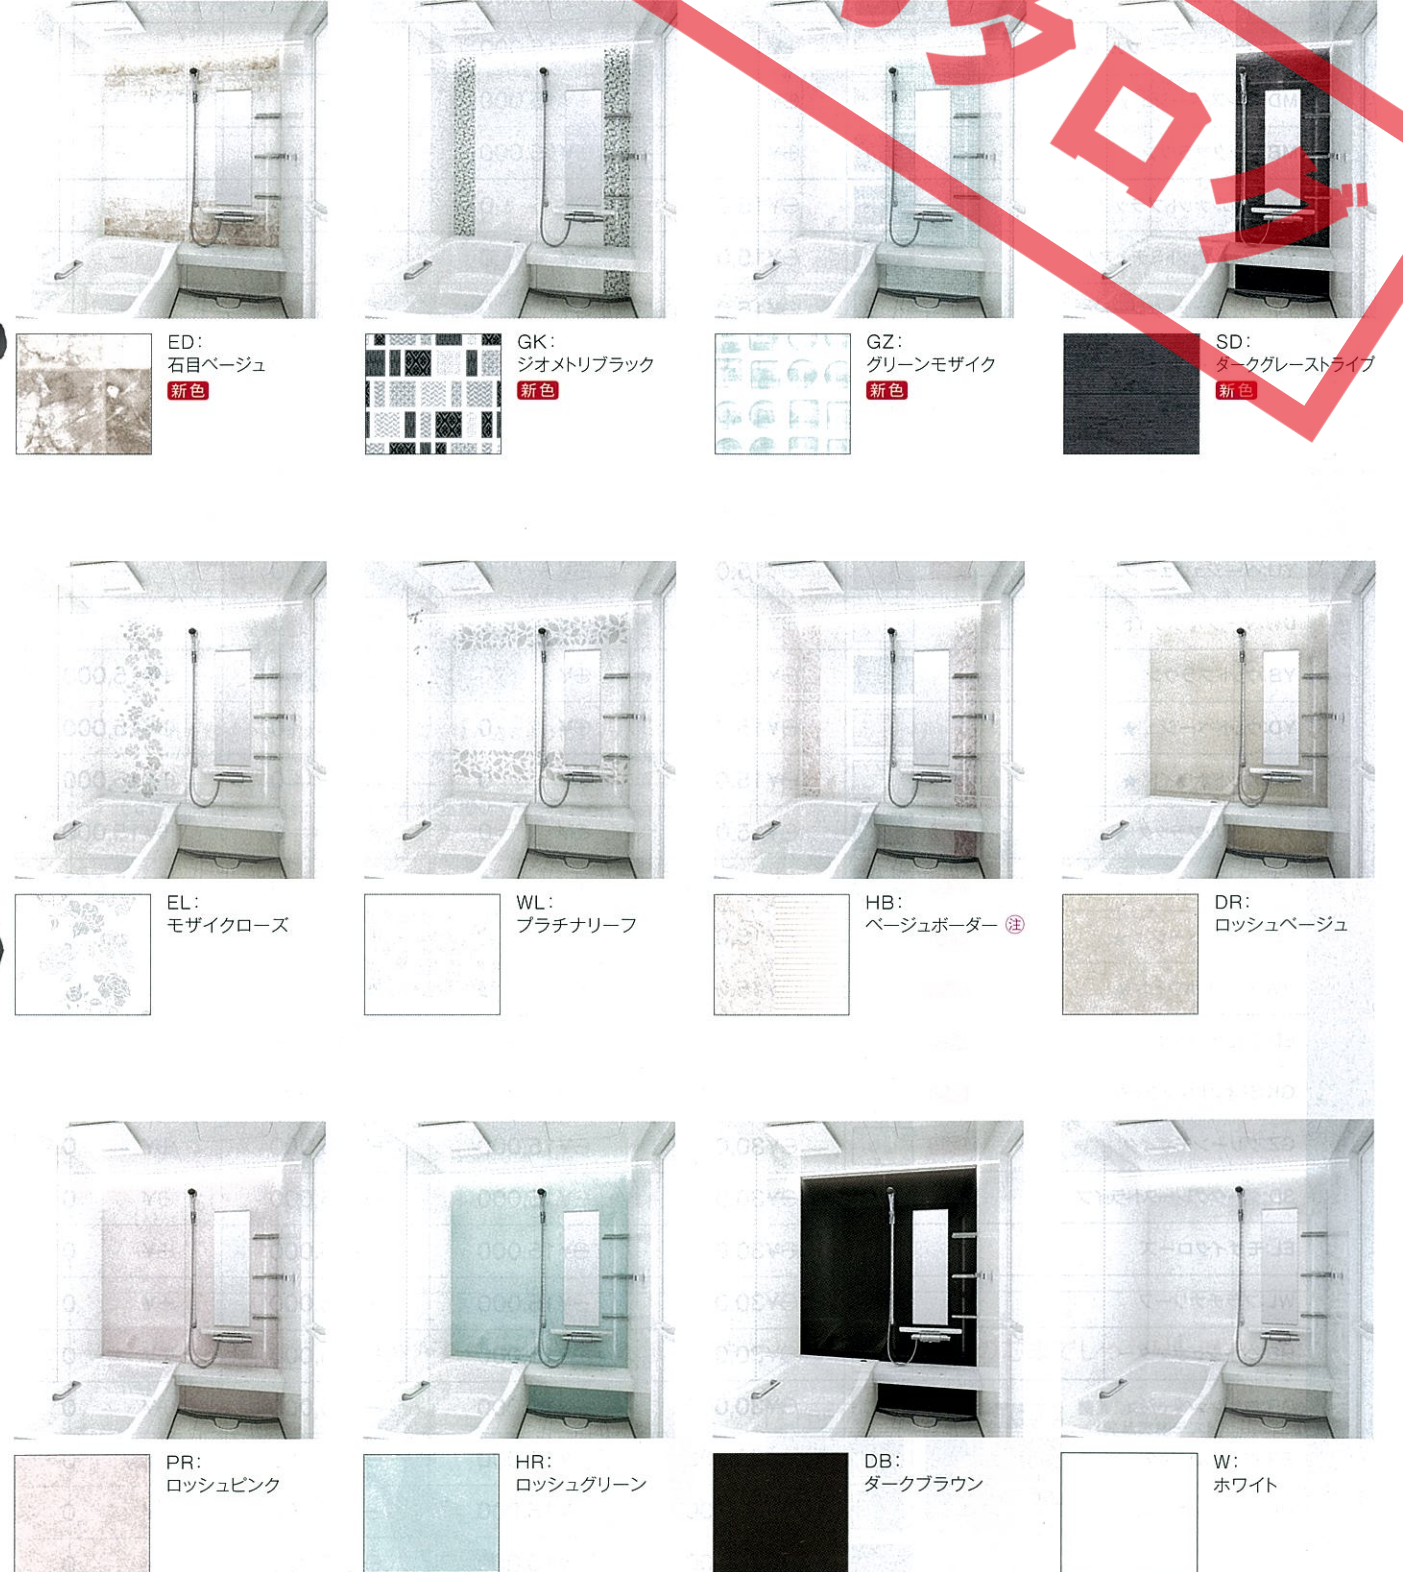 タログ
ED:
石目ベージュ
新色
GK:
ジオメトリブラック
新色
GZ:
グリーンモザイク
新色
SD:
ダークグレーストライプ
新色
EL:
モザイクローズ
WL:
プラチナリーフ
HB:
ベージュボーダー 注
DR:
ロッシュベージュ
PR:
ロッシュピンク
HR:
ロッシュグリーン
DB:
ダークブラウン
W:
ホワイト